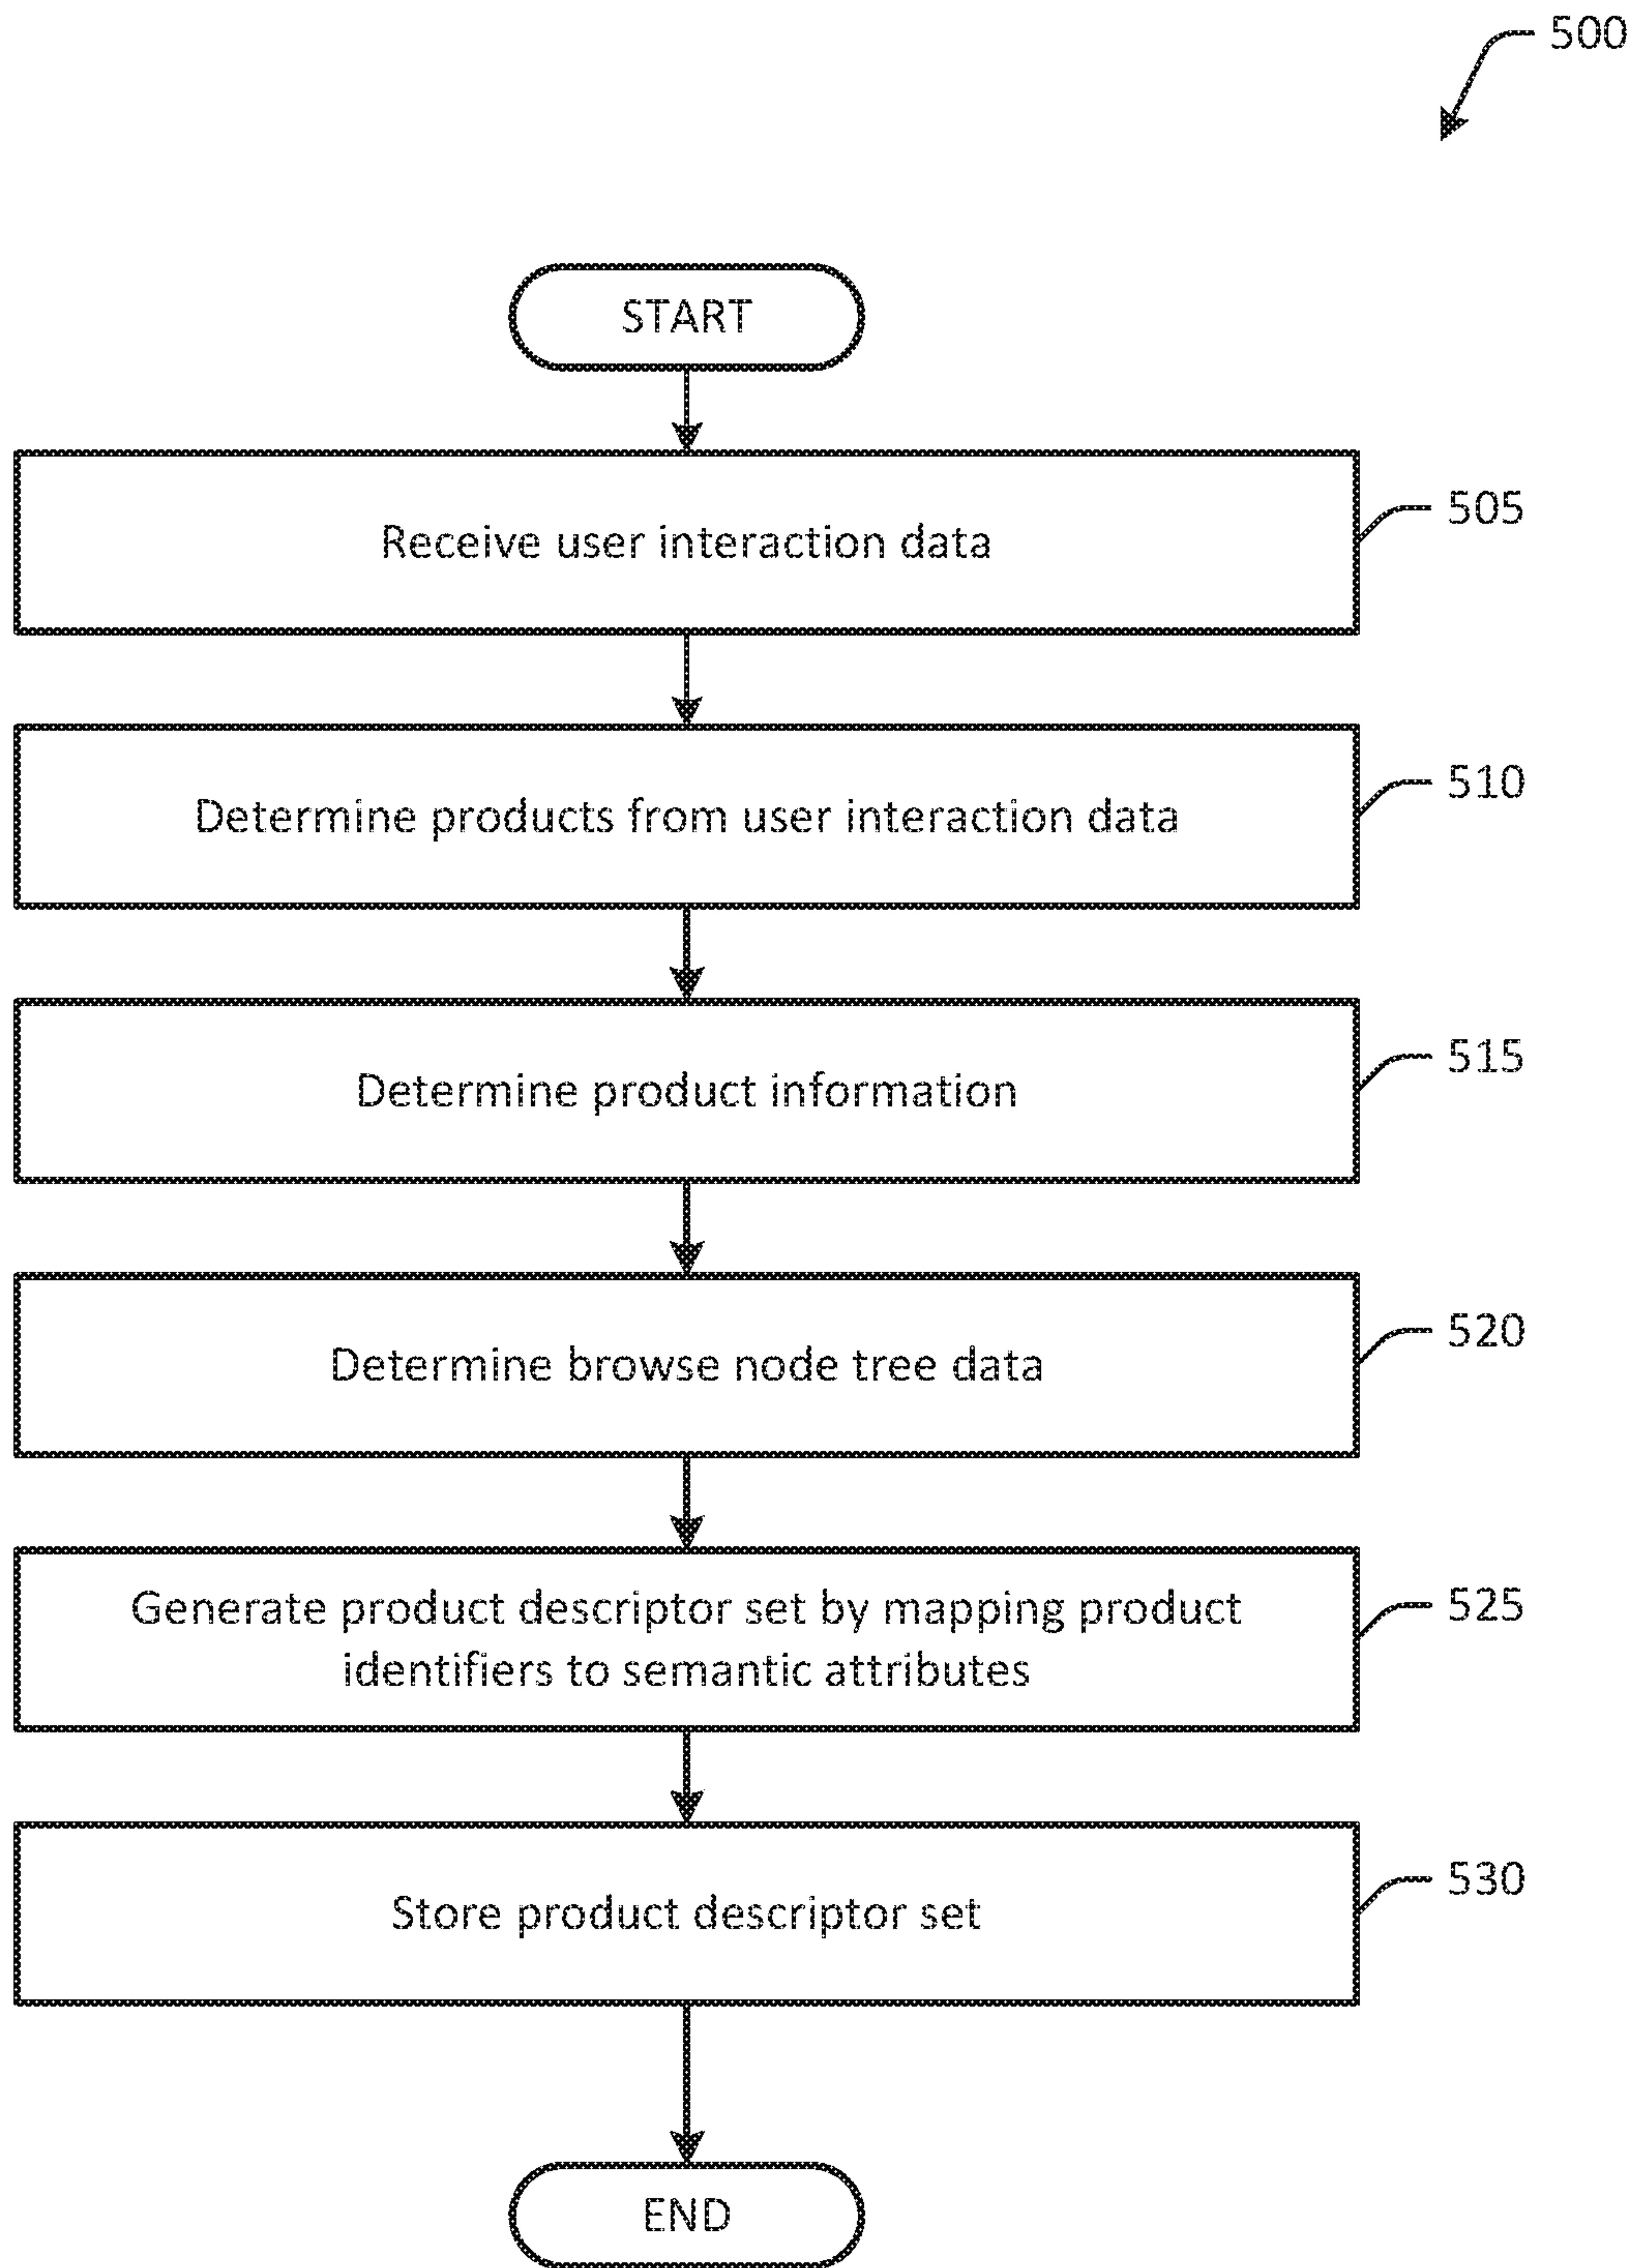 500
START
Receive user interaction data
505
Determine products from user interaction data
510
Determine product information
515
Determine browse node tree data
520
Generate product descriptor set by mapping product
identifiers to semantic attributes
525
Store product descriptor set
530
END